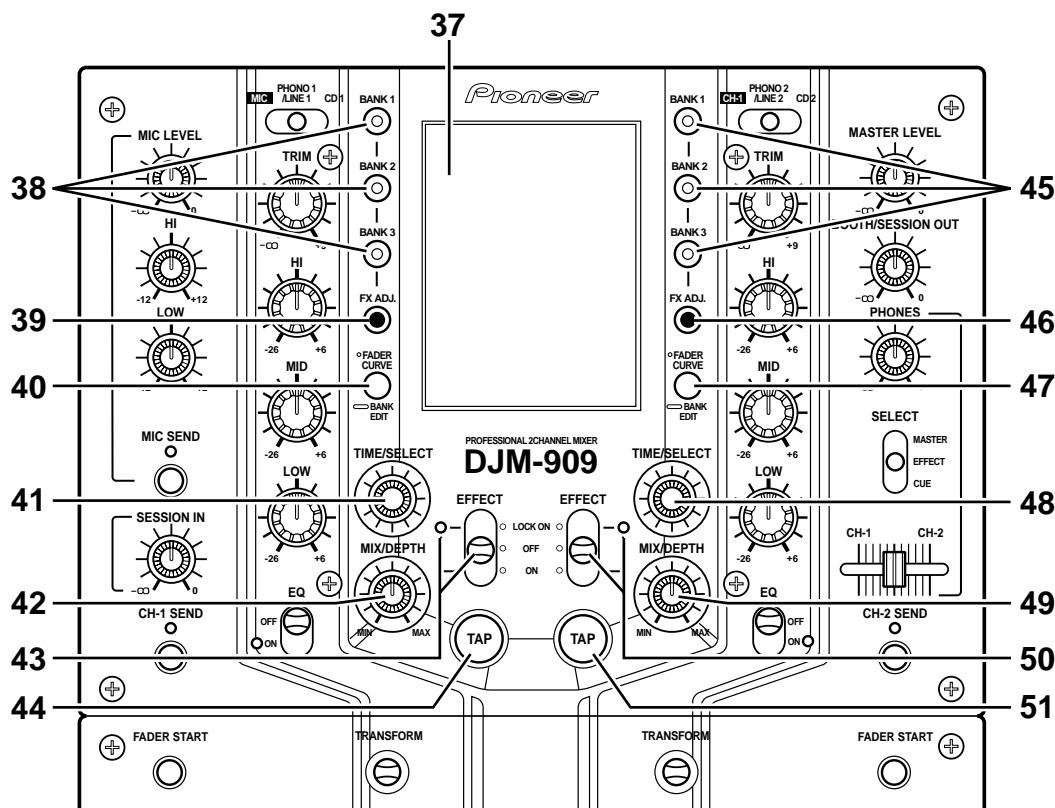 37
PHONO 1
MIC /LINE 1 CD 1
BANK 1
Pioneer
BANK 1
PHONO 2
CH-1 /LINE 2 CD 2
MIC LEVEL
MASTER LEVEL
TRIM
BANK 2
BANK 2
TRIM
38
45
−∞ 0
−∞ 0
HI
BANK 3
BANK 3
BOOTH/SESSION OUT
−∞ +9
−∞ +9
HI
HI
-12 +12
−∞ 0
FX ADJ.
FX ADJ.
LOW
PHONES
39
46
-26 +6
-26 +6
FADER
CURVE
FADER
CURVE
MID
MID
40
47
BANK
EDIT
BANK
EDIT
SELECT
MIC SEND
-26 +6
PROFESSIONAL 2CHANNEL MIXER
-26 +6
MASTER
TIME/SELECT
DJM-909
TIME/SELECT
EFFECT
LOW
LOW
CUE
41
EFFECT
EFFECT
48
SESSION IN
LOCK ON
CH-1 CH-2
OFF
-26 +6
MIX/DEPTH
MIX/DEPTH
-26 +6
ON
−∞ 0
EQ
EQ
42
49
CH-1 SEND
CH-2 SEND
OFF
OFF
MIN MAX
TAP
TAP
MIN MAX
ON
ON
43
50
44
51
FADER START
TRANSFORM
TRANSFORM
FADER START